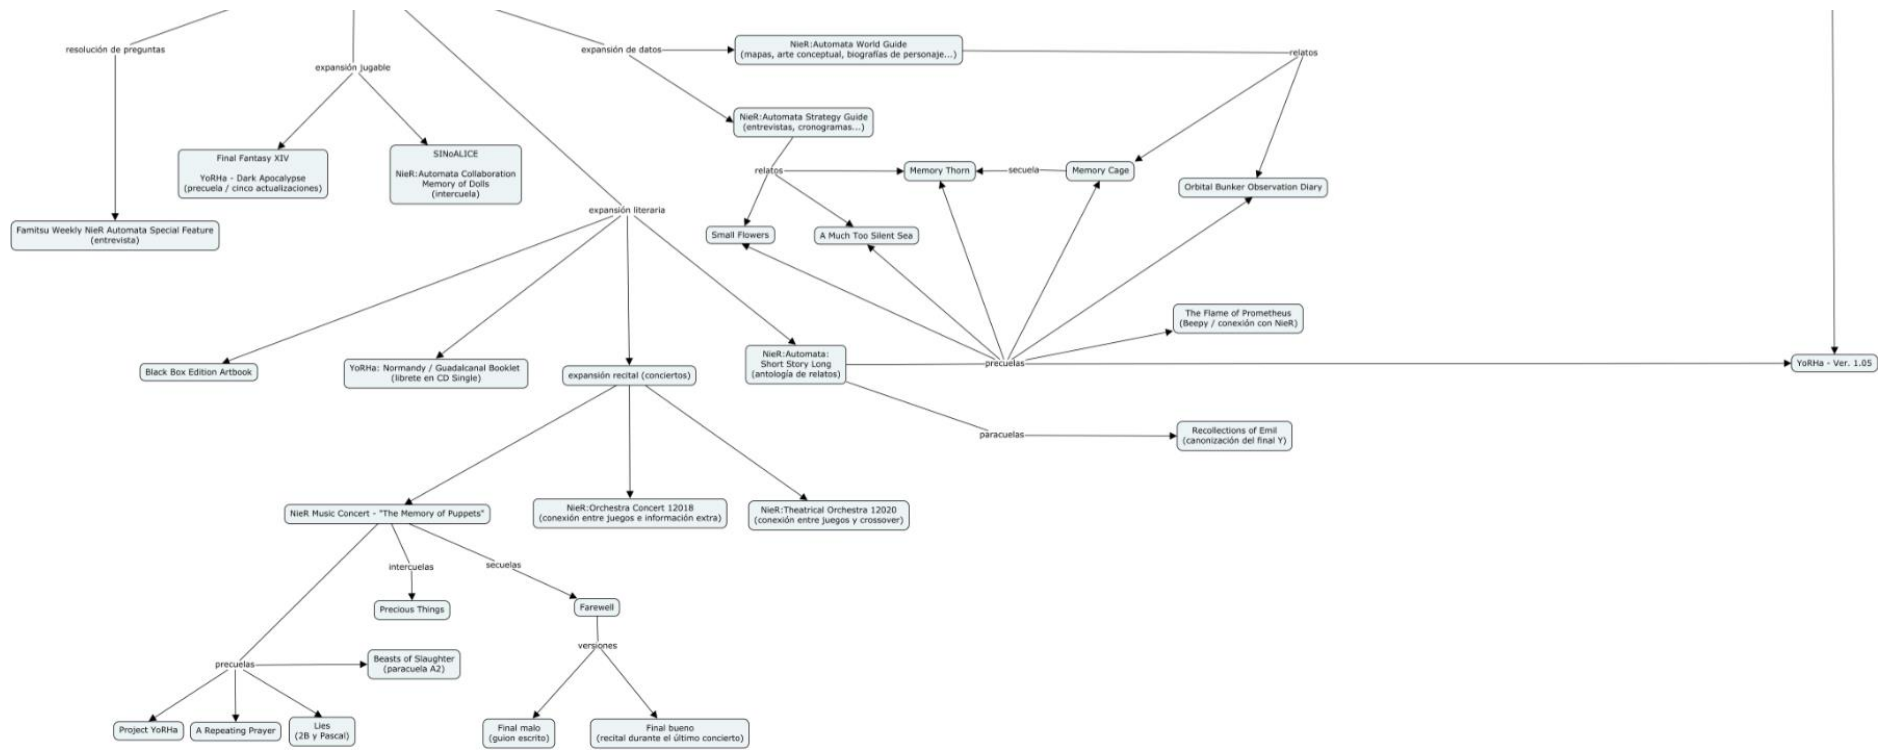 resolución de preguntas
expansión jugable
expansión de datos
NieR:Automata World Guide
(mapas, arte conceptual, biografías de personaje...)
relatos
NieR:Automata Strategy Guide
(entrevistas, cronogramas...)
Final Fantasy XIV
YoRHa - Dark Apocalypse
(precuela / cinco actualizaciones)
SINoALICE
NieR:Automata Collaboration
Memory of Dolls
(intercuela)
relatos
Memory Thorn
secuela
Memory Cage
Orbital Bunker Observation Diary
Famitsu Weekly NieR Automata Special Feature
(entrevista)
expansión literaria
Small Flowers
A Much Too Silent Sea
The Flame of Prometheus
(Beepy / conexión con NieR)
Black Box Edition Artbook
YoRHa: Normandy / Guadalcanal Booklet
(librete en CD Single)
expansión recital (conciertos)
NieR:Automata:
Short Story Long
(antología de relatos)
precuelas
YoRHa - Ver. 1.05
paracuelas
Recollections of Emil
(canonización del final Y)
NieR Music Concert - "The Memory of Puppets"
NieR:Orchestra Concert 12018
(conexión entre juegos e información extra)
NieR:Theatrical Orchestra 12020
(conexión entre juegos y crossover)
intercuelas
secuelas
Precious Things
Farewell
versiones
precuelas
Beasts of Slaughter
(paracuela A2)
Project YoRHa
A Repeating Prayer
Lies
(2B y Pascal)
Final malo
(guion escrito)
Final bueno
(recital durante el último concierto)